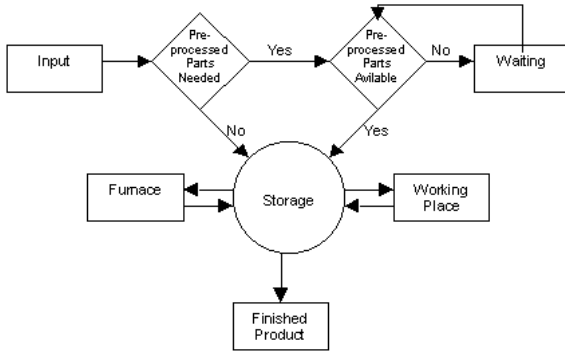 Input
Pre-
processed
Parts
Needed
Yes
Pre-
processed
Parts
Avilable
No
Waiting
No
Yes
Furnace
Storage
Working
Place
Finished
Product